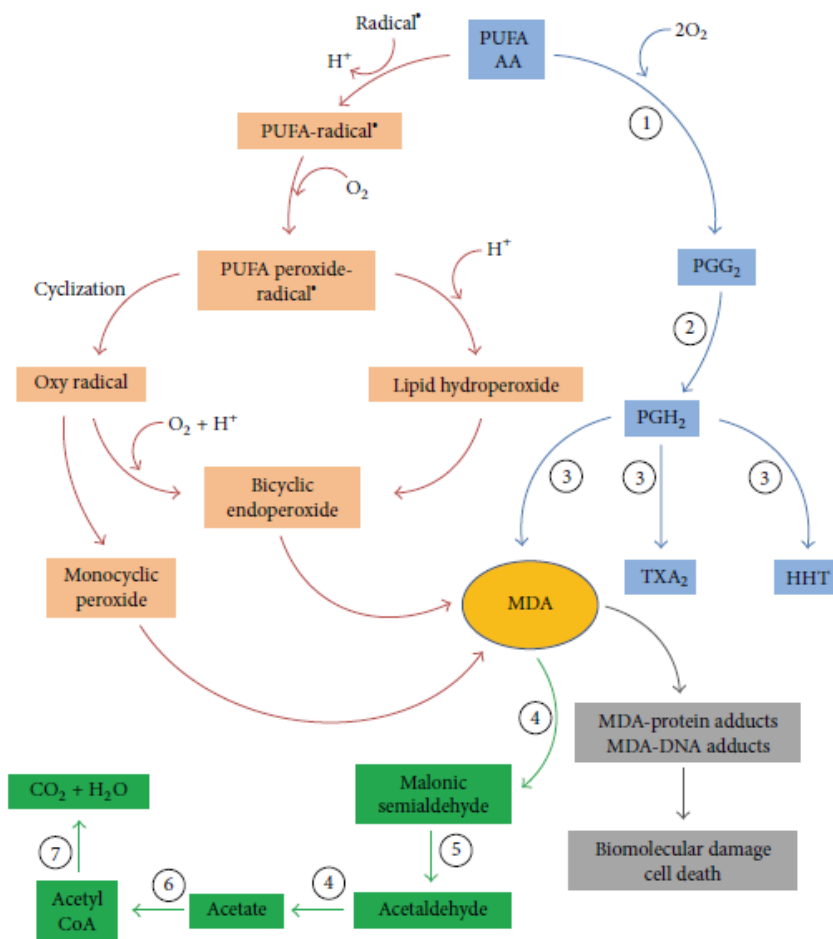 Radical•
H⁺
PUFA
AA
2O₂
1
PUFA-radical•
O₂
PUFA peroxide-
radical•
H⁺
PGG₂
Cyclization
2
Oxy radical
Lipid hydroperoxide
O₂ + H⁺
PGH₂
3
3
3
Bicyclic
endoperoxide
Monocyclic
peroxide
MDA
TXA₂
HHT
4
MDA-protein adducts
MDA-DNA adducts
CO₂ + H₂O
Malonic
semialdehyde
7
5
Biomolecular damage
cell death
Acetyl
CoA
6
Acetate
4
Acetaldehyde